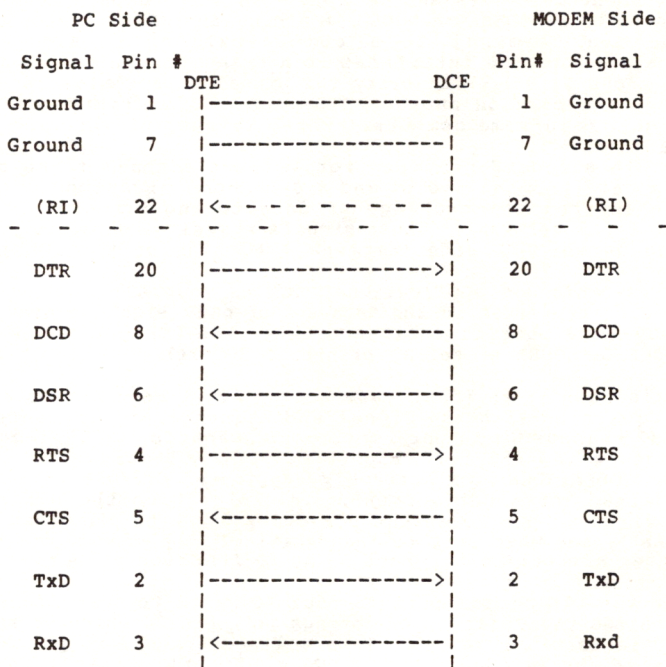 PC Side MODEM Side
Signal Pin # Pin# Signal
DTE DCE
Ground 1 |--------------------| 1 Ground
Ground 7 |--------------------| 7 Ground
(RI) 22 |<- - - - - - - - - - | 22 (RI)
DTR 20 |------------------->| 20 DTR
DCD 8 |<-------------------| 8 DCD
DSR 6 |<-------------------| 6 DSR
RTS 4 |------------------->| 4 RTS
CTS 5 |<-------------------| 5 CTS
TxD 2 |------------------->| 2 TxD
RxD 3 |<-------------------| 3 Rxd